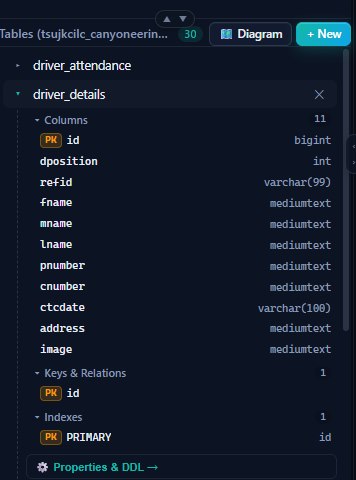 Tables (tsujkcilc_canyoneerin... 30 Diagram + New
driver_attendance
driver_details
Columns 11
PK id bigint
dposition int
refid varchar(99)
fname mediumtext
mname mediumtext
lname mediumtext
pnumber mediumtext
cnumber mediumtext
ctcdate varchar(100)
address mediumtext
image mediumtext
Keys & Relations 1
PK id
Indexes 1
PK PRIMARY id
Properties & DDL →